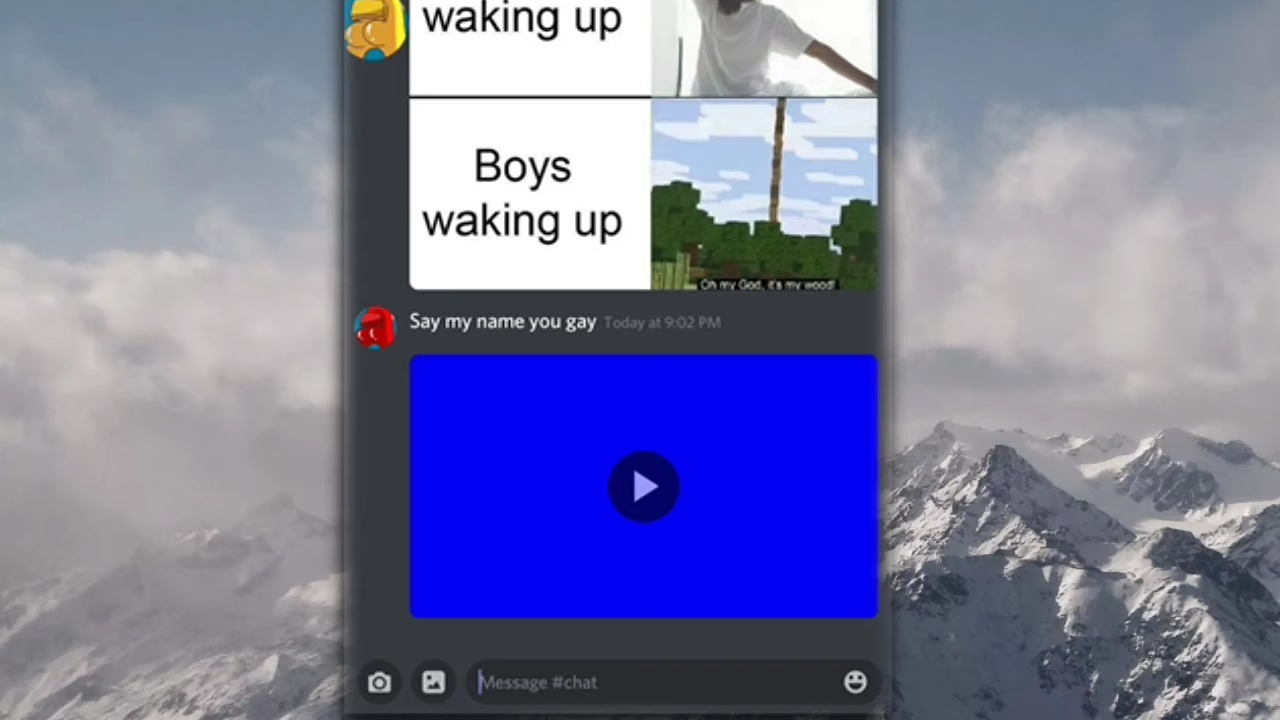 waking up
Boys
waking up
Oh my God, it's my wood!
Say my name you gay Today at 9:02 PM
Message #chat